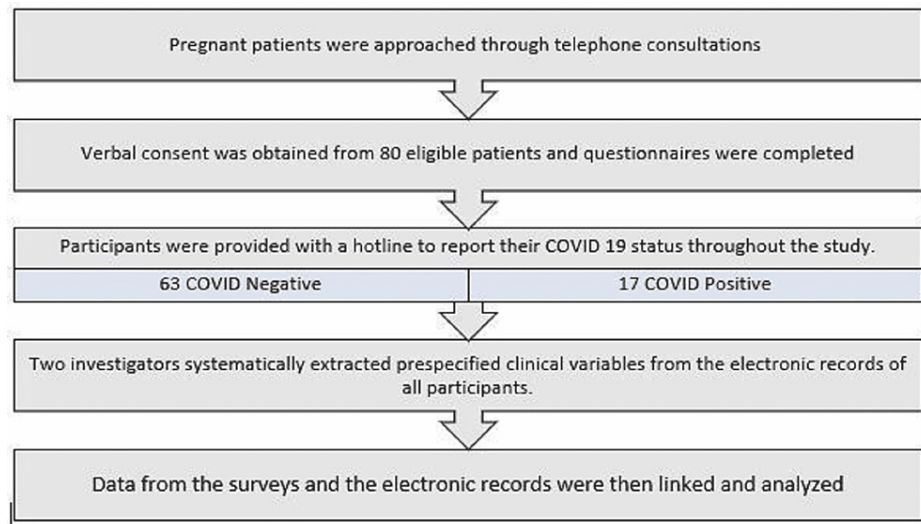 Pregnant patients were approached through telephone consultations
Verbal consent was obtained from 80 eligible patients and questionnaires were completed
Participants were provided with a hotline to report their COVID 19 status throughout the study.
63 COVID Negative
17 COVID Positive
Two investigators systematically extracted prespecified clinical variables from the electronic records of
all participants.
Data from the surveys and the electronic records were then linked and analyzed